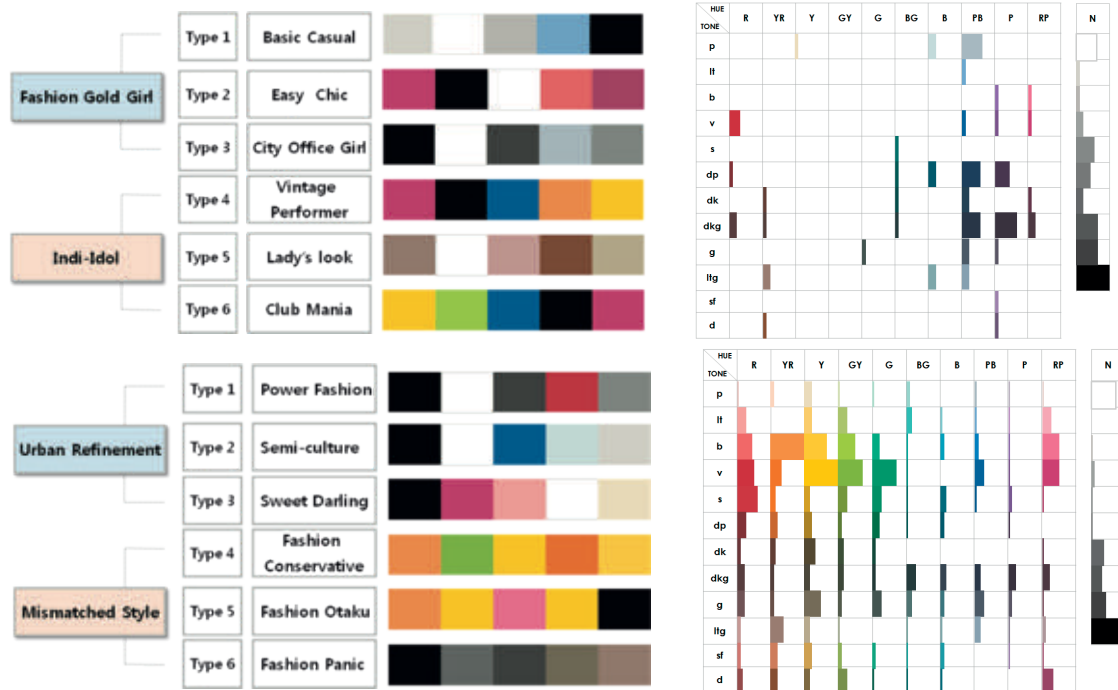 Fashion Gold Girl
Type 1 Basic Casual
Type 2 Easy Chic
Type 3 City Office Girl
Indi-Idol
Type 4 Vintage
Performer
Type 5 Lady's look
Type 6 Club Mania
HUE
TONE
R YR Y GY G BG B PB P RP N
p
lt
b
v
s
dp
dk
dkg
g
ltg
sf
d
Urban Refinement
Type 1 Power Fashion
Type 2 Semi-culture
Type 3 Sweet Darling
Mismatched Style
Type 4 Fashion
Conservative
Type 5 Fashion Otaku
Type 6 Fashion Panic
HUE
TONE
R YR Y GY G BG B PB P RP N
p
lt
b
v
s
dp
dk
dkg
g
ltg
sf
d